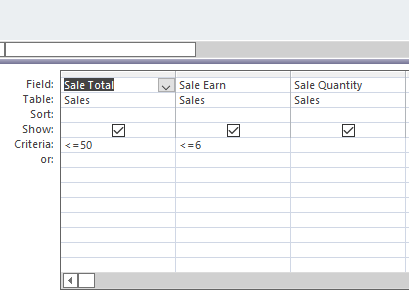 Field: Sale Total Sale Earn Sale Quantity
Table: Sales Sales Sales
Sort:
Show:
Criteria: <=50 <=6
or: